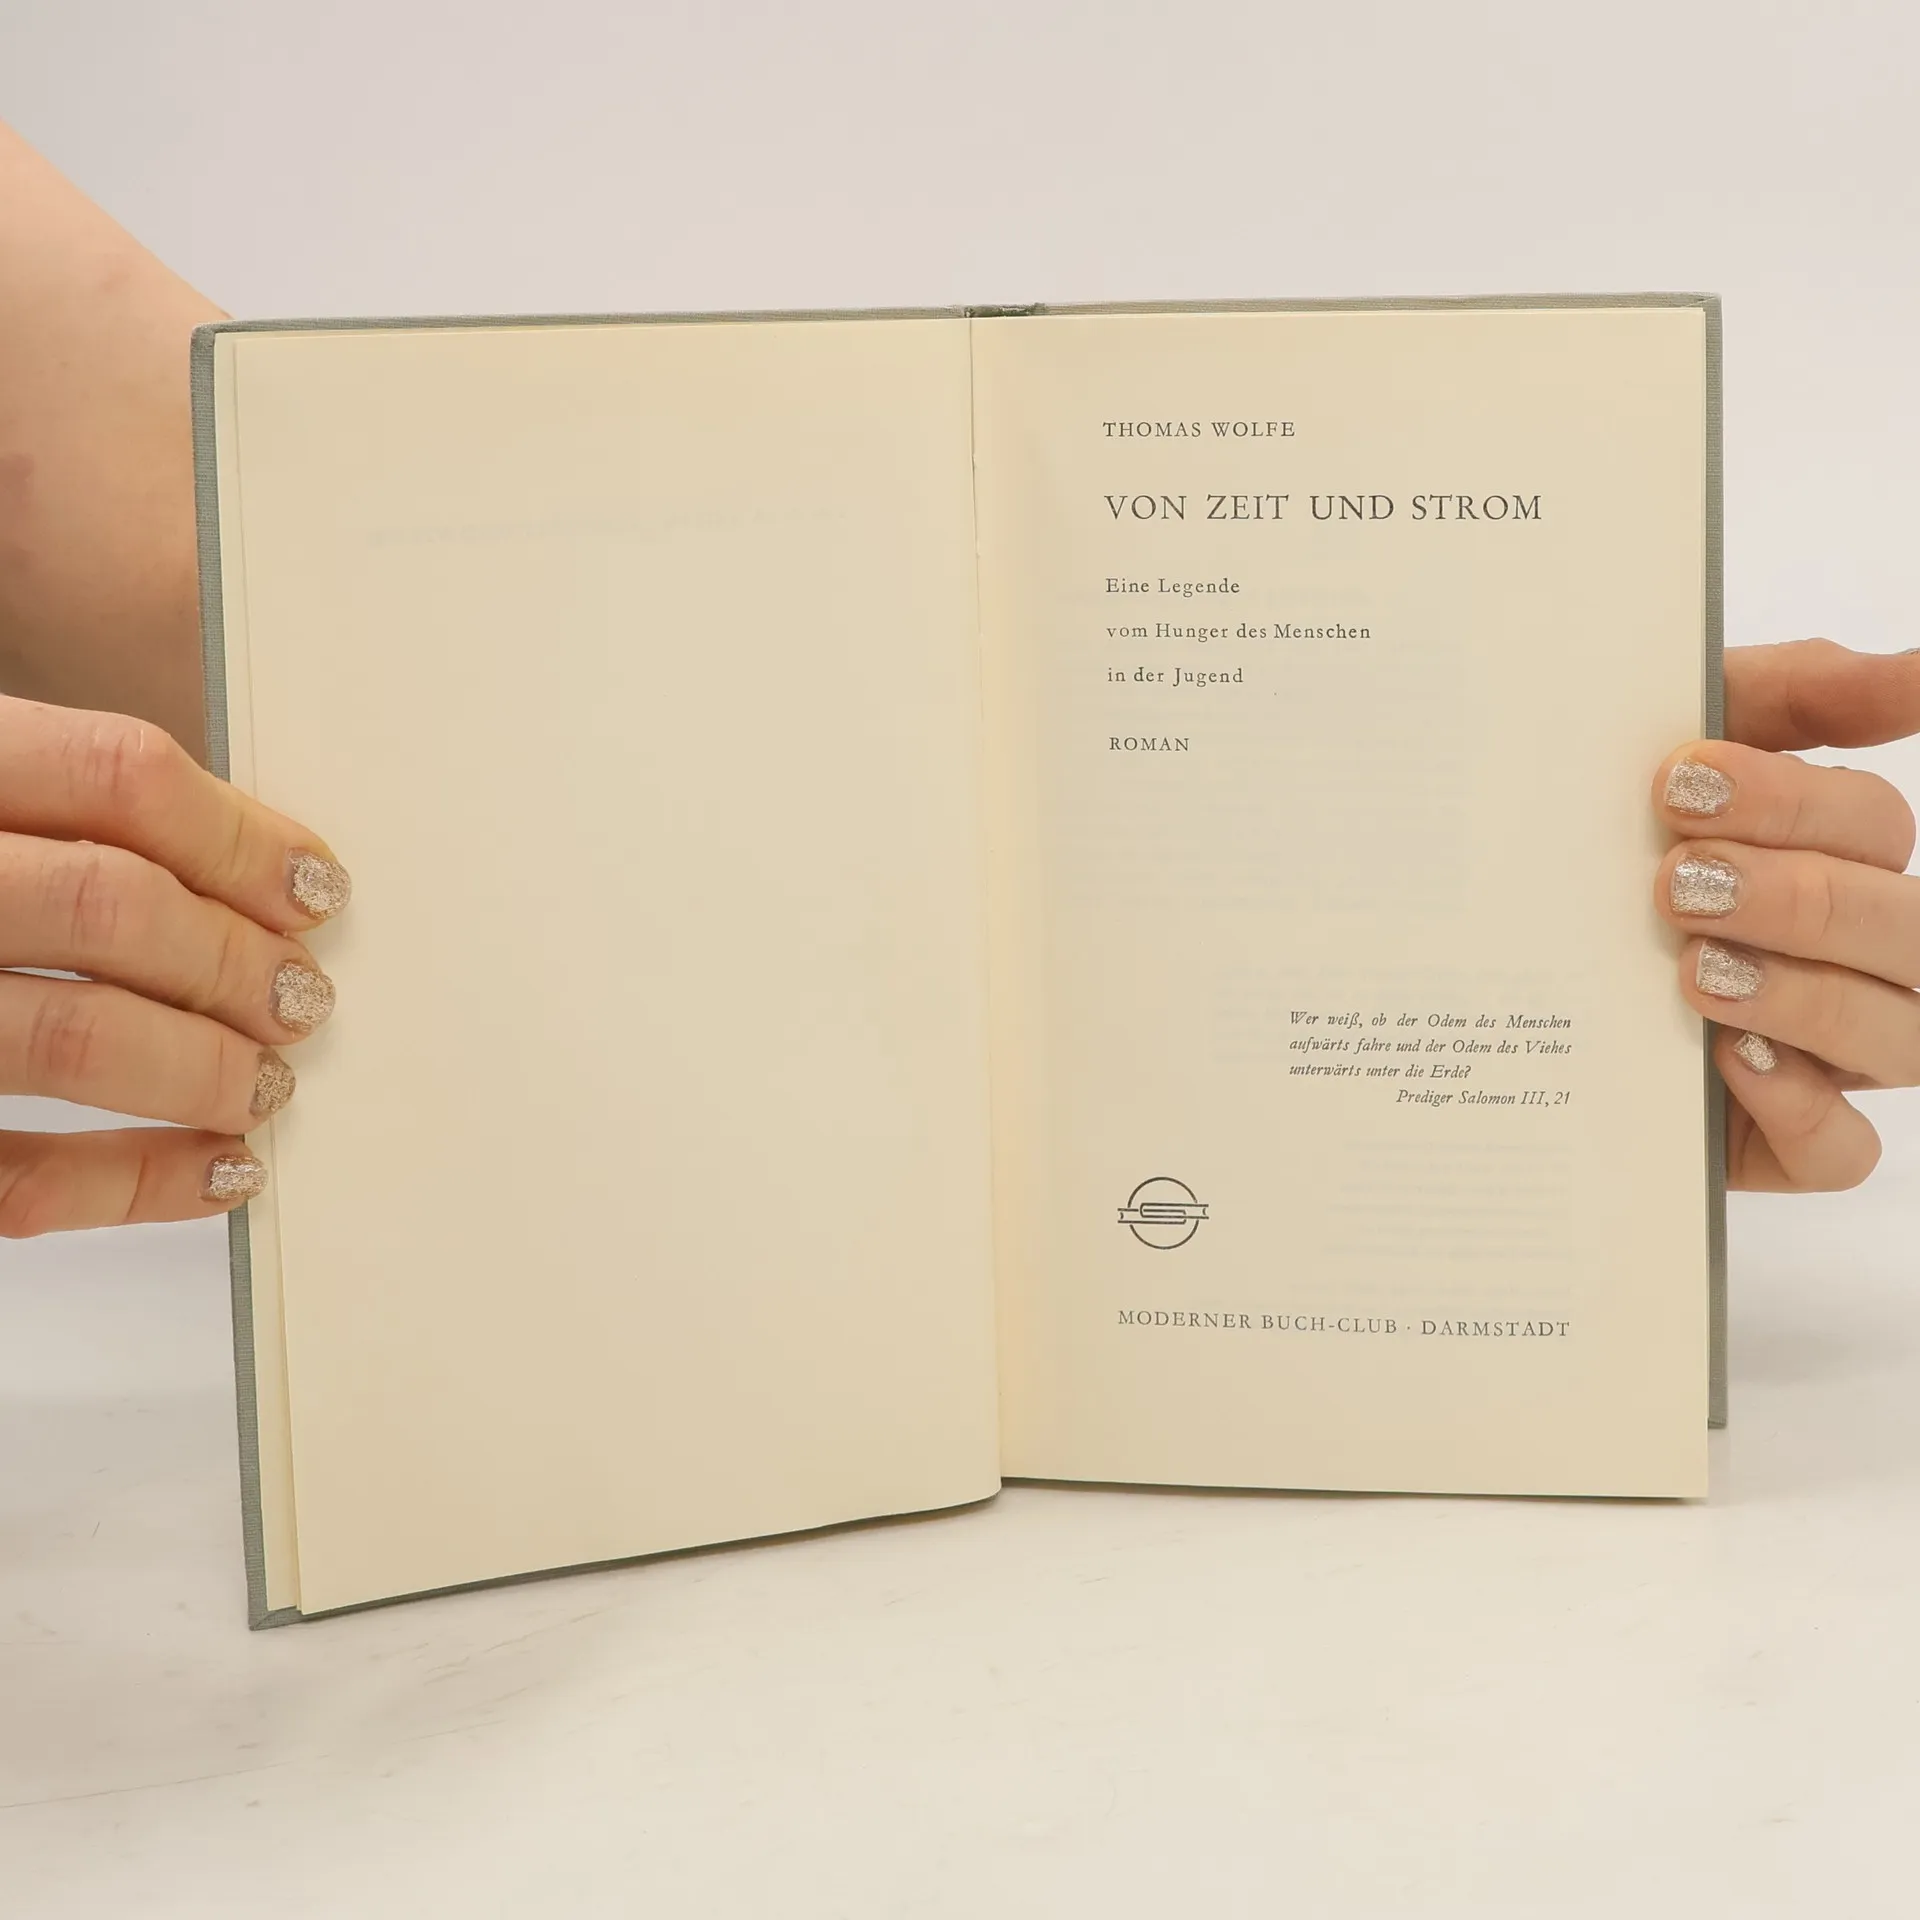 THOMAS WOLFE
VON ZEIT UND STROM
Eine Legende
vom Hunger des Menschen
in der Jugend
ROMAN
Wer weiß, ob der Odem des Menschen
aufwärts fahre und der Odem des Viehes
unterwärts unter die Erde?
Prediger Salomon III, 21
MODERNER BUCH-CLUB · DARMSTADT